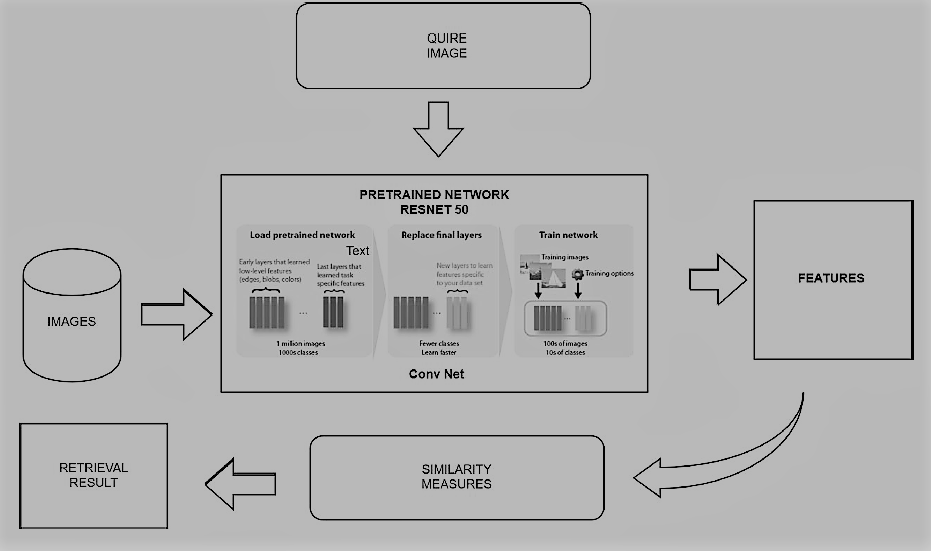 QUIRE
IMAGE
PRETRAINED NETWORK
RESNET 50
Load pretrained network
Text
Early layers that learned
low-level features
(edges, blobs, colors)
Last layers that
learned task
specific features
...
1 million images
1000s classes
Replace final layers
New layers to learn
features specific
to your data set
...
Fewer classes
Learn faster
Train network
Training images
Training options
...
100s of images
10s of classes
Conv Net
IMAGES
FEATURES
SIMILARITY
MEASURES
RETRIEVAL
RESULT